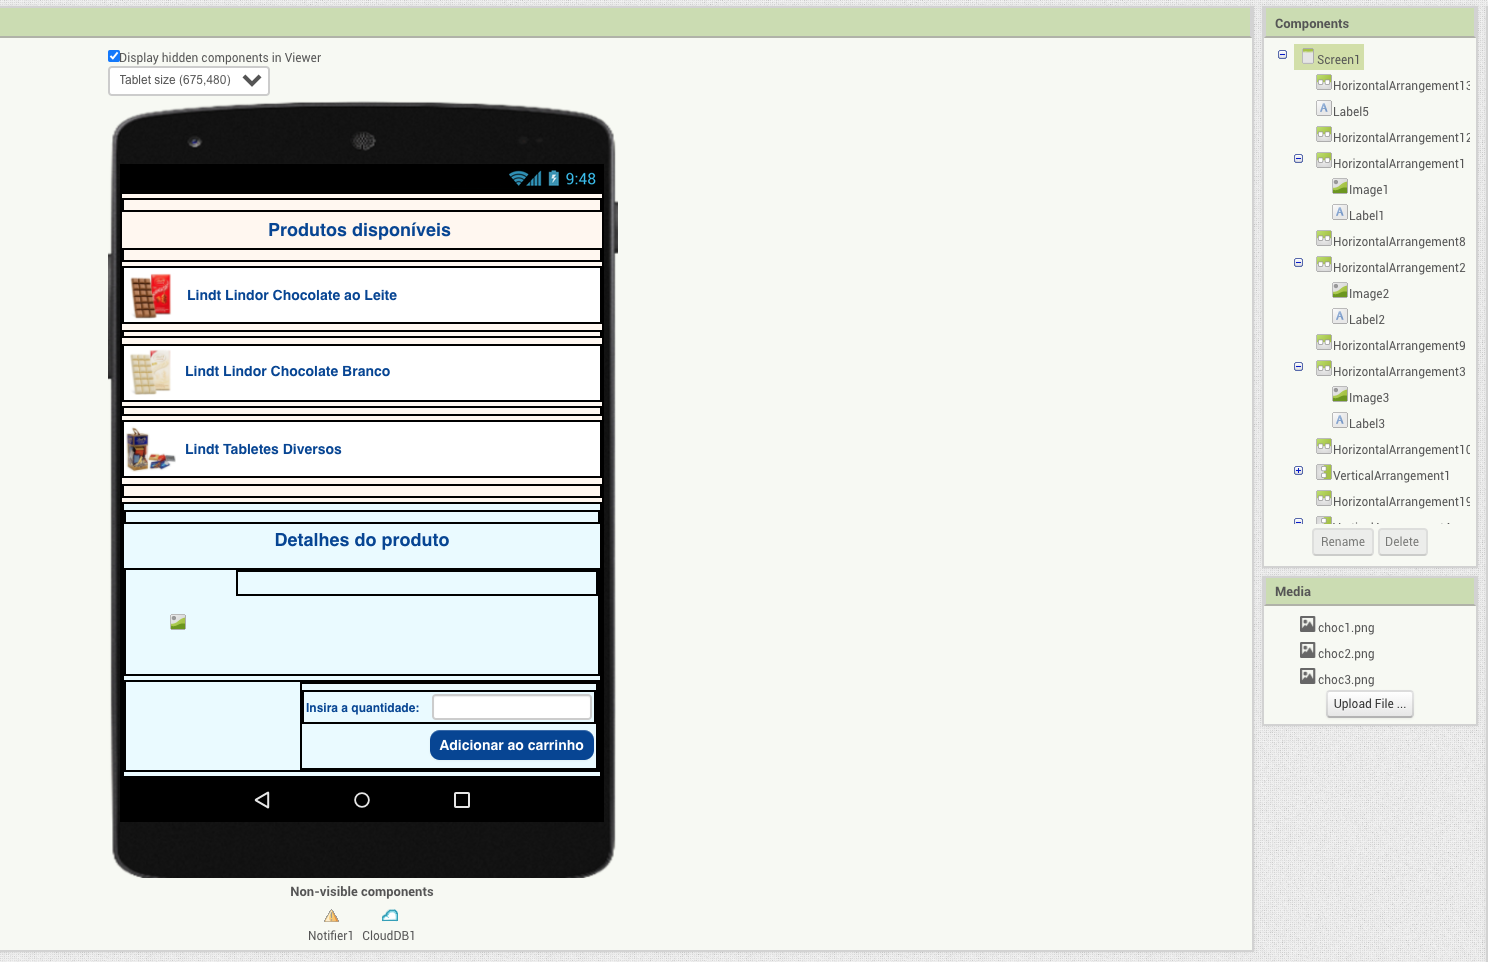 Display hidden components in Viewer
Tablet size (675,480)
9:48
Produtos disponíveis
Lindt Lindor Chocolate ao Leite
Lindt Lindor Chocolate Branco
Lindt Tabletes Diversos
Detalhes do produto
Insira a quantidade:
Adicionar ao carrinho
Non-visible components
Notifier1
CloudDB1
Components
Screen1
HorizontalArrangement13
Label5
HorizontalArrangement12
HorizontalArrangement1
Image1
Label1
HorizontalArrangement8
HorizontalArrangement2
Image2
Label2
HorizontalArrangement9
HorizontalArrangement3
Image3
Label3
HorizontalArrangement10
VerticalArrangement1
HorizontalArrangement19
Rename
Delete
Media
choc1.png
choc2.png
choc3.png
Upload File ...